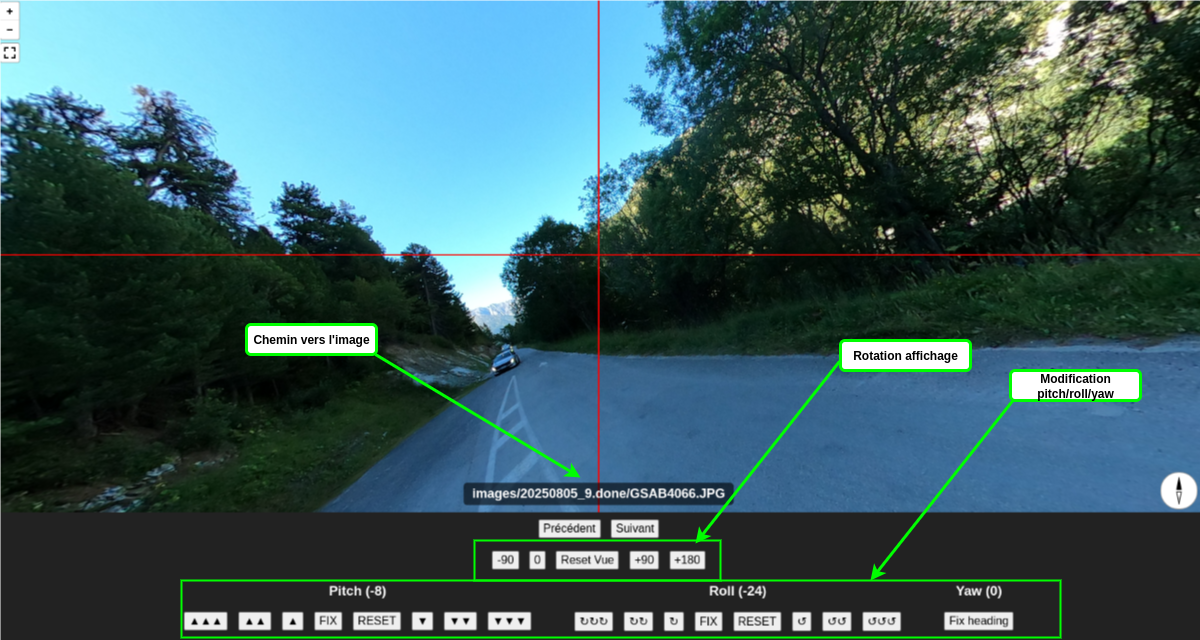 +
−
Chemin vers l'image
Rotation affichage
Modification
pitch/roll/yaw
images/20250805_9.done/GSAB4066.JPG
Précédent Suivant
-90 0 Reset Vue +90 +180
Pitch (-8) Roll (-24) Yaw (0)
▲▲▲ ▲▲ ▲ FIX RESET ▼ ▼▼ ▼▼▼ ↻↻↻ ↻↻ ↻ FIX RESET ↺ ↺↺ ↺↺↺ Fix heading